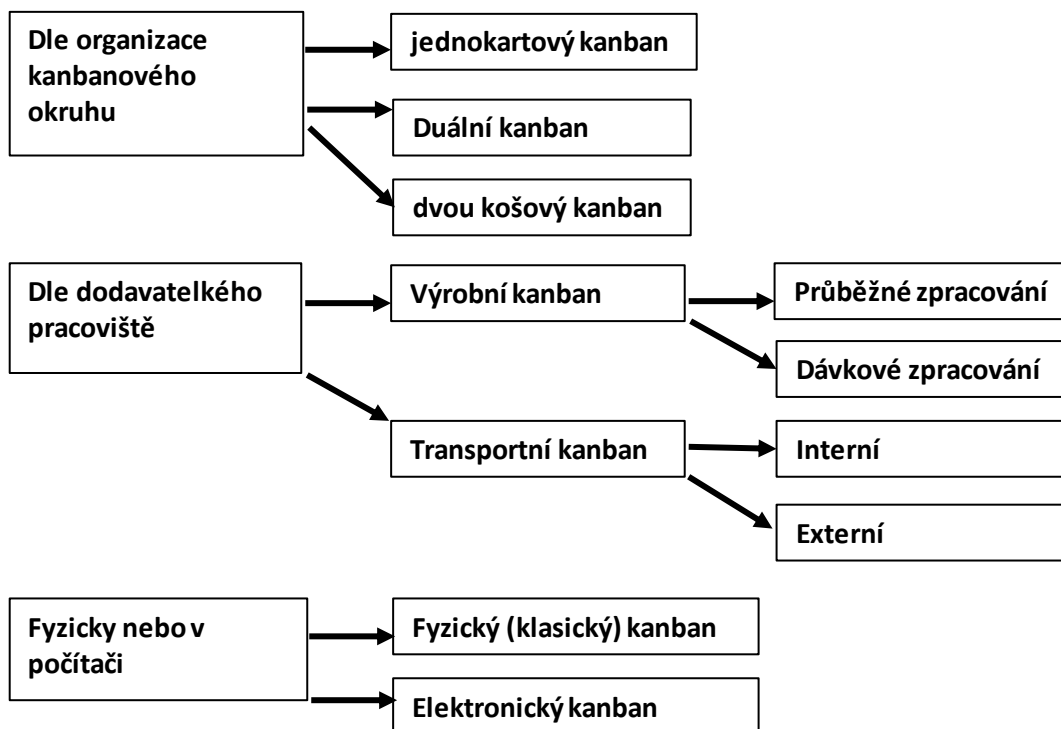 Dle organizace
kanbanového
okruhu
jednokartový kanban
Duální kanban
dvou košový kanban
Dle dodavatelkého
pracoviště
Výrobní kanban
Průběžné zpracování
Dávkové zpracování
Transportní kanban
Interní
Externí
Fyzicky nebo v
počítači
Fyzický (klasický) kanban
Elektronický kanban